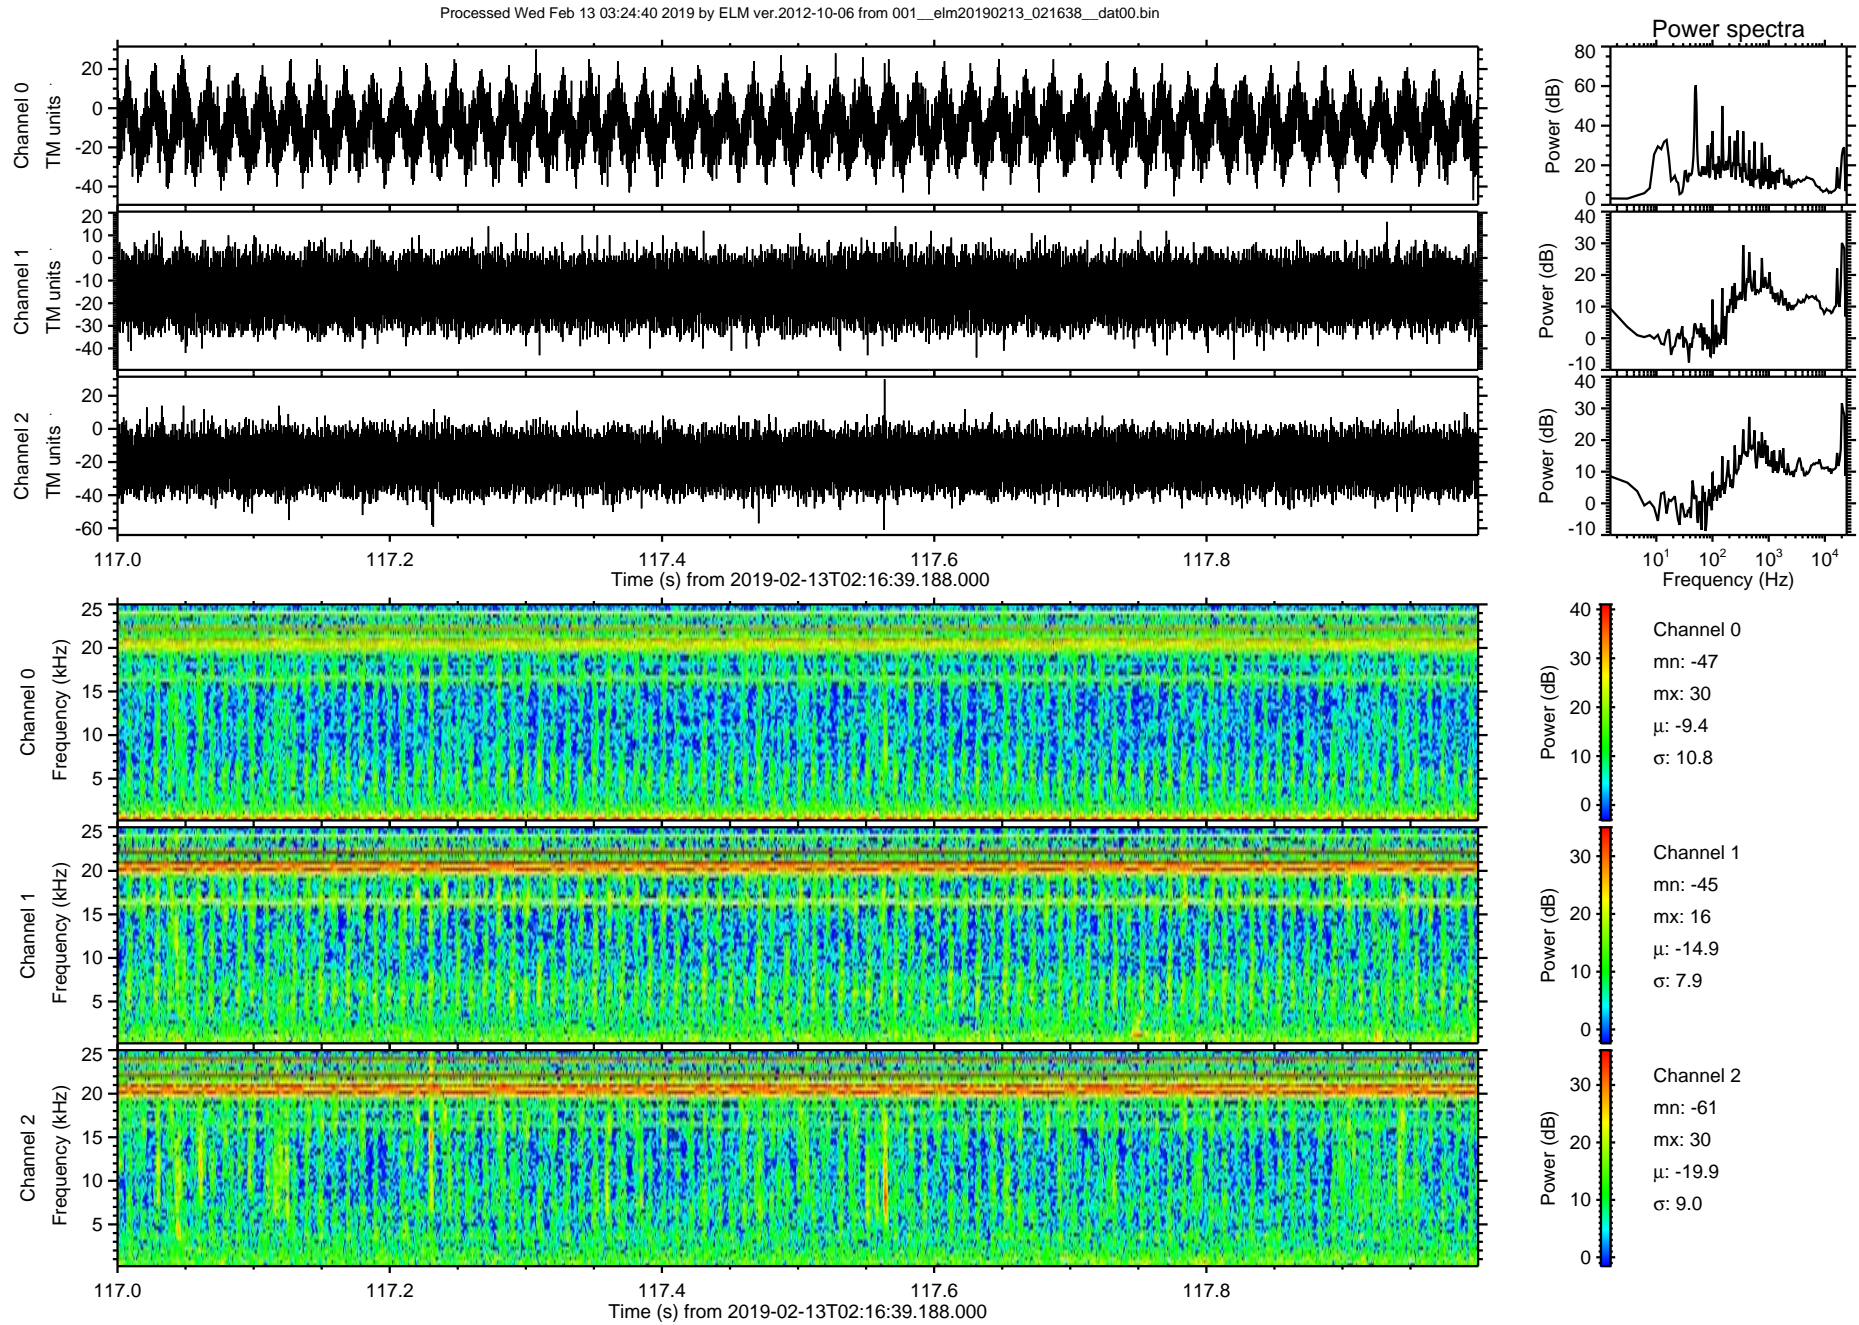 Processed Wed Feb 13 03:24:40 2019 by ELM ver.2012-10-06 from 001__elm20190213_021638__dat00.bin
Power spectra
Channel 0
TM units
20
0
-20
-40
Power (dB)
80
60
40
20
0
Channel 1
TM units
20
10
0
-10
-20
-30
-40
Power (dB)
40
30
20
10
0
-10
Channel 2
TM units
20
0
-20
-40
-60
Power (dB)
40
30
20
10
0
-10
117.0 117.2 117.4 117.6 117.8
Time (s) from 2019-02-13T02:16:39.188.000
10^1 10^2 10^3 10^4
Frequency (Hz)
Channel 0
Frequency (kHz)
25
20
15
10
5
Power (dB)
40
30
20
10
0
Channel 0
mn: -47
mx: 30
μ: -9.4
σ: 10.8
Channel 1
Frequency (kHz)
25
20
15
10
5
Power (dB)
30
20
10
0
Channel 1
mn: -45
mx: 16
μ: -14.9
σ: 7.9
Channel 2
Frequency (kHz)
25
20
15
10
5
Power (dB)
30
20
10
0
Channel 2
mn: -61
mx: 30
μ: -19.9
σ: 9.0
117.0 117.2 117.4 117.6 117.8
Time (s) from 2019-02-13T02:16:39.188.000